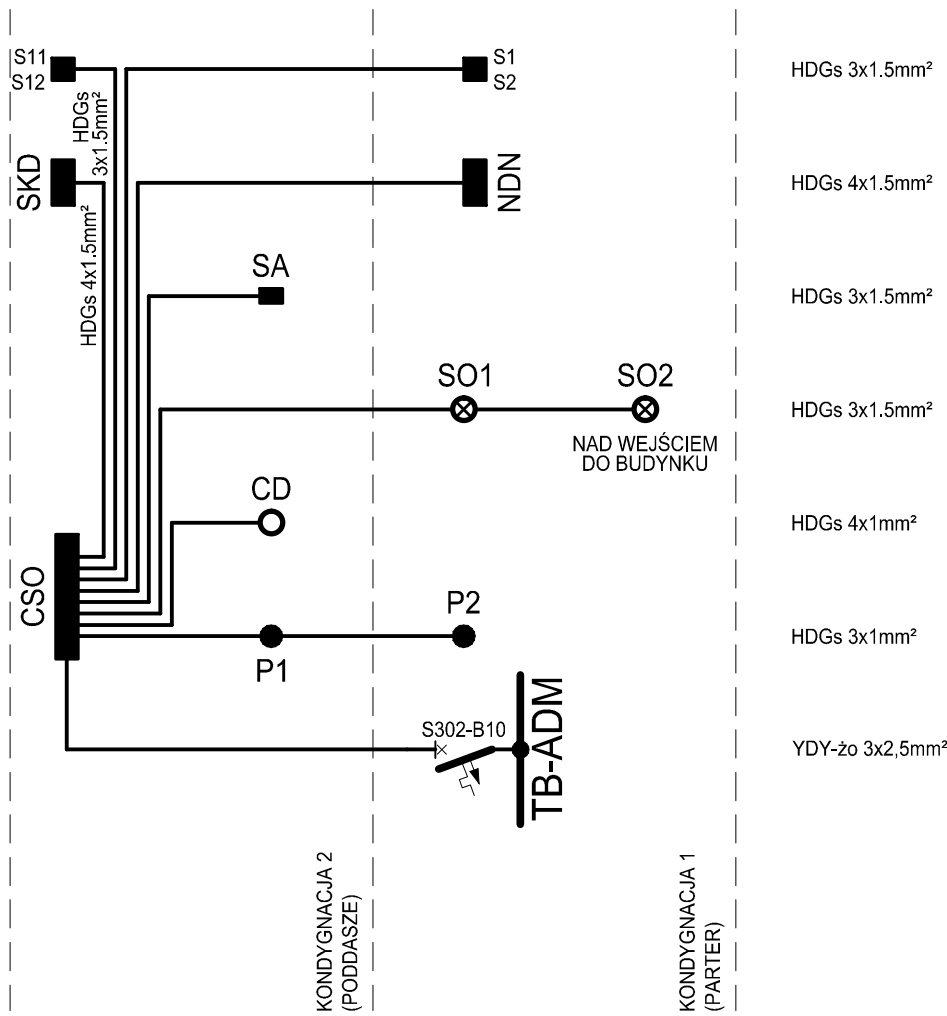 S11
S12
S1
S2
HDGs 3x1.5mm²
HDGs
3x1.5mm²
SKD
NDN
HDGs 4x1.5mm²
HDGs 4x1.5mm²
SA
HDGs 3x1.5mm²
SO1
SO2
HDGs 3x1.5mm²
NAD WEJŚCIEM
DO BUDYNKU
CD
HDGs 4x1mm²
CSO
P1
P2
HDGs 3x1mm²
S302-B10
TB-ADM
YDY-żo 3x2,5mm²
KONDYGNACJA 2
(PODDASZE)
KONDYGNACJA 1
(PARTER)